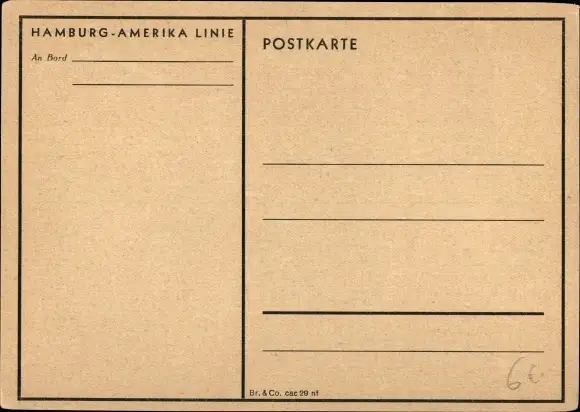 HAMBURG-AMERIKA LINIE
An Bord
POSTKARTE
Br. & Co. cac 29 nf
6€